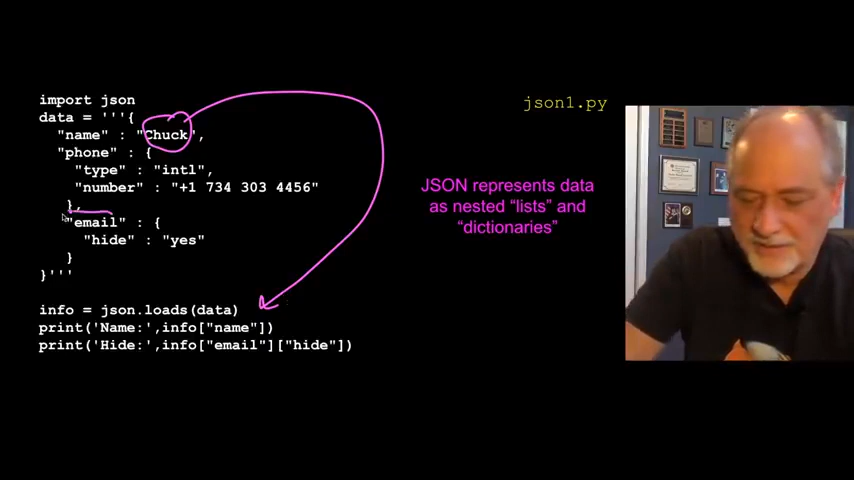 json1.py
import json
data = '''{
"name" : "Chuck",
"phone" : {
"type" : "intl",
"number" : "+1 734 303 4456"
},
"email" : {
"hide" : "yes"
}
}'''
info = json.loads(data)
print('Name:',info["name"])
print('Hide:',info["email"]["hide"])
JSON represents data
as nested “lists” and
“dictionaries”